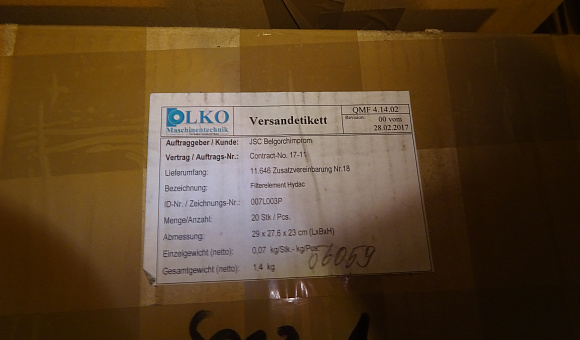 OLKO
Maschinentechnik
Versandetikett
QMF 4.14.02
Revision: 00 vom
28.02.2017
Auftraggeber / Kunde: JSC Belgorchimprom
Vertrag / Auftrags-Nr.: Contract-No. 17-11
Lieferumfang: 11.646 Zusatzvereinbarung Nr.18
Bezeichnung: Filterelement Hydac
ID-Nr. / Zeichnungs-Nr.: 007L003P
Menge/Anzahl: 20 Stk / Pcs.
Abmessung: 29 x 27,6 x 23 cm (LxBxH)
Einzelgewicht (netto): 0,07 kg/Stk.- kg/Pcs.
Gesamtgewicht (netto): 1,4 kg
06059